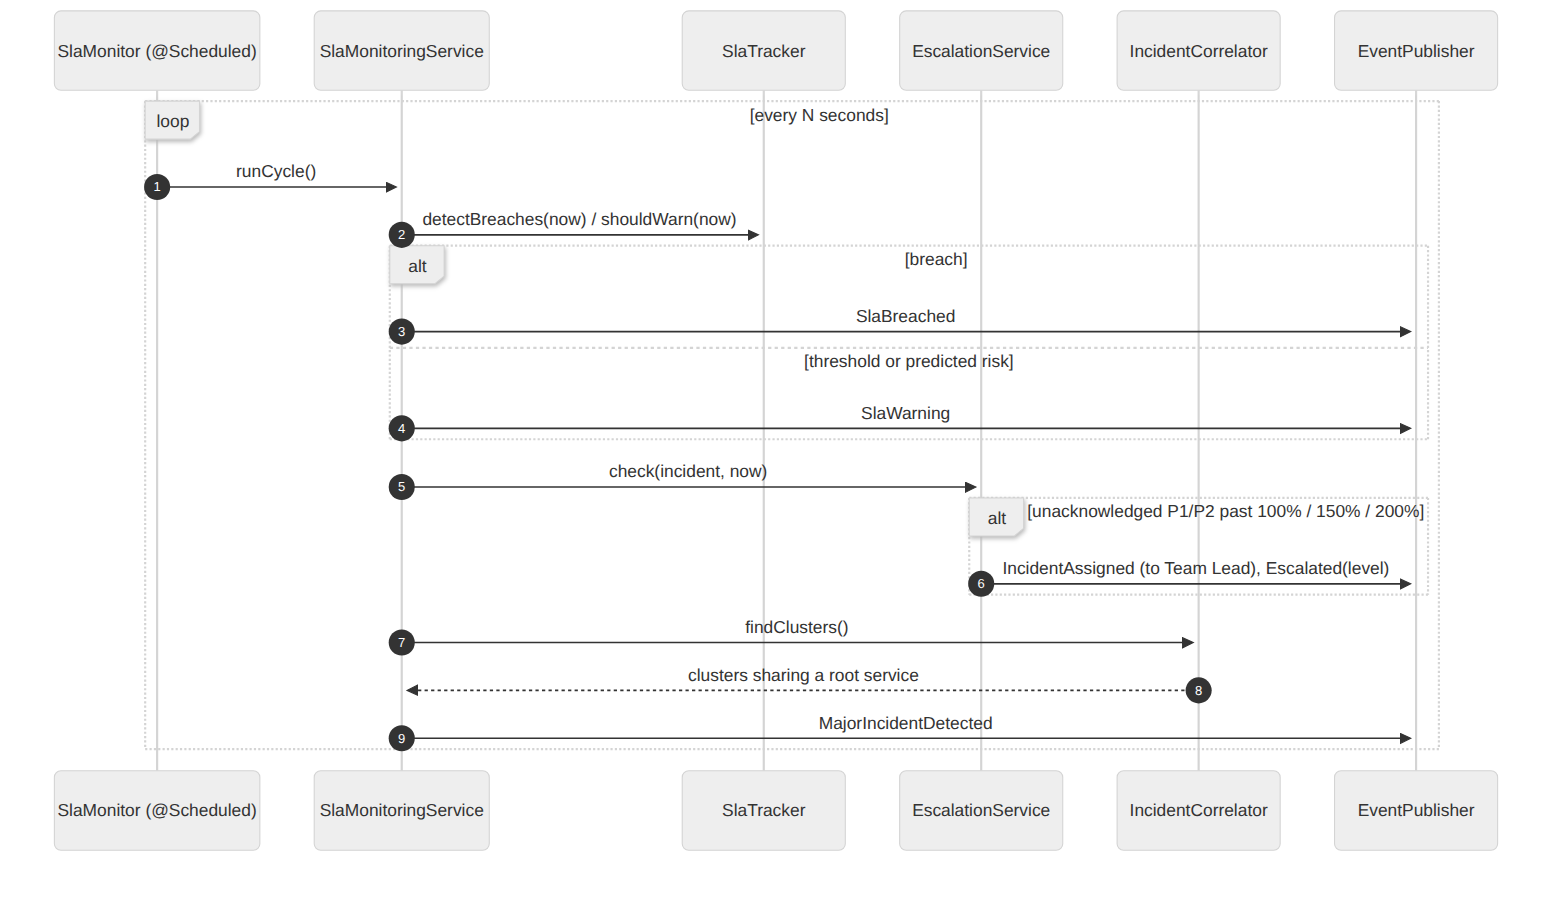 SlaMonitor (@Scheduled)
SlaMonitoringService
SlaTracker
EscalationService
IncidentCorrelator
EventPublisher
loop
[every N seconds]
runCycle()
1
detectBreaches(now) / shouldWarn(now)
2
alt
[breach]
SlaBreached
3
[threshold or predicted risk]
SlaWarning
4
check(incident, now)
5
alt
[unacknowledged P1/P2 past 100% / 150% / 200%]
IncidentAssigned (to Team Lead), Escalated(level)
6
findClusters()
7
clusters sharing a root service
8
MajorIncidentDetected
9
SlaMonitor (@Scheduled)
SlaMonitoringService
SlaTracker
EscalationService
IncidentCorrelator
EventPublisher